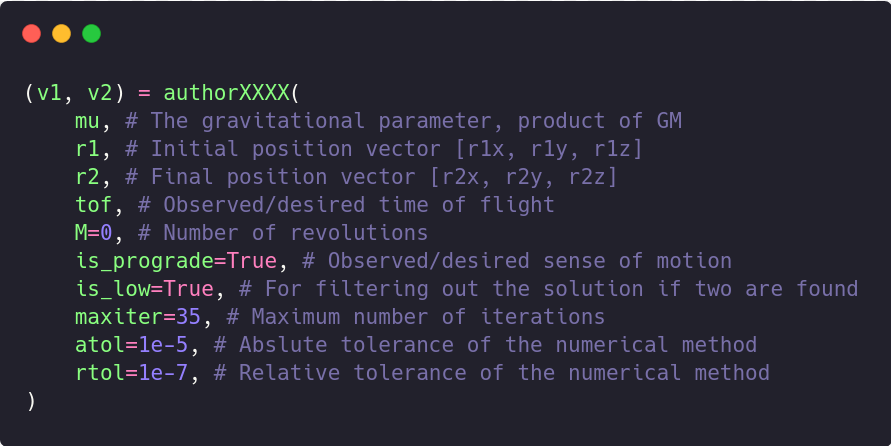 (v1, v2) = authorXXXX(
    mu, # The gravitational parameter, product of GM
    r1, # Initial position vector [r1x, r1y, r1z]
    r2, # Final position vector [r2x, r2y, r2z]
    tof, # Observed/desired time of flight
    M=0, # Number of revolutions
    is_prograde=True, # Observed/desired sense of motion
    is_low=True, # For filtering out the solution if two are found
    maxiter=35, # Maximum number of iterations
    atol=1e-5, # Abslute tolerance of the numerical method
    rtol=1e-7, # Relative tolerance of the numerical method
)